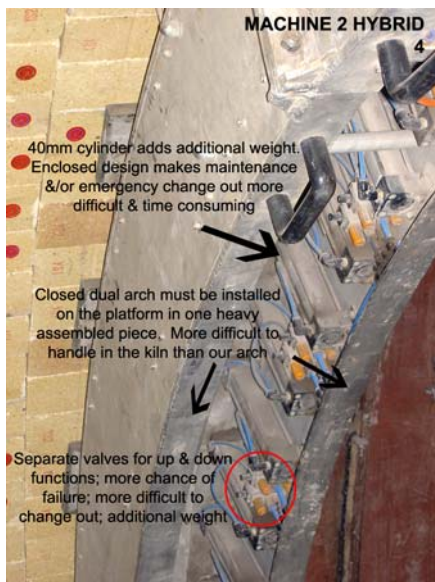 MACHINE 2 HYBRID
4
40mm cylinder adds additional weight.
Enclosed design makes maintenance
&/or emergency change out more
difficult & time consuming
Closed dual arch must be installed
on the platform in one heavy
assembled piece. More difficult to
handle in the kiln than our arch
Separate valves for up & down
functions; more chance of
failure; more difficult to
change out; additional weight